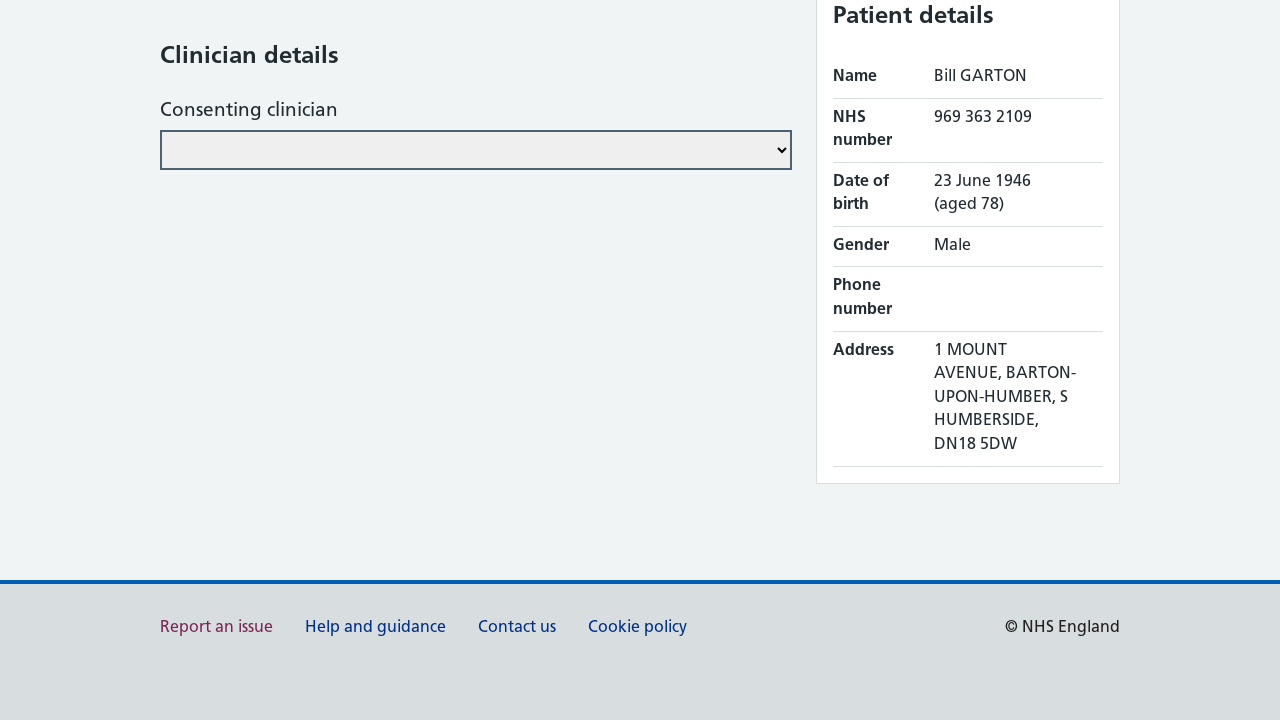 Clinician details
Consenting clinician
Patient details
Name
Bill GARTON
NHS
number
969 363 2109
Date of
birth
23 June 1946
(aged 78)
Gender
Male
Phone
number
Address
1 MOUNT
AVENUE, BARTON-
UPON-HUMBER, S
HUMBERSIDE,
DN18 5DW
Report an issue
Help and guidance
Contact us
Cookie policy
© NHS England